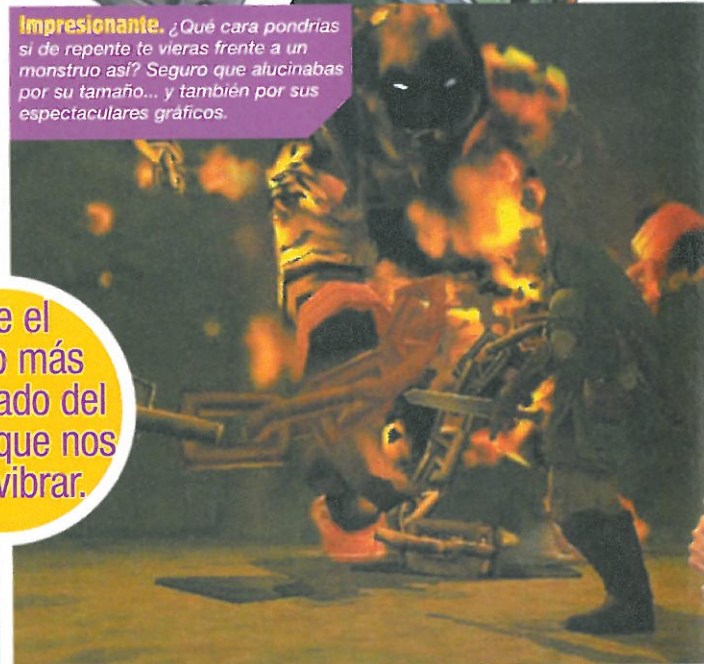 Impresionante. ¿Qué cara pondrías
si de repente te vieras frente a un
monstruo así? Seguro que alucinabas
por su tamaño... y también por sus
espectaculares gráficos.
e el
o más
ado del
que nos
vibrar.